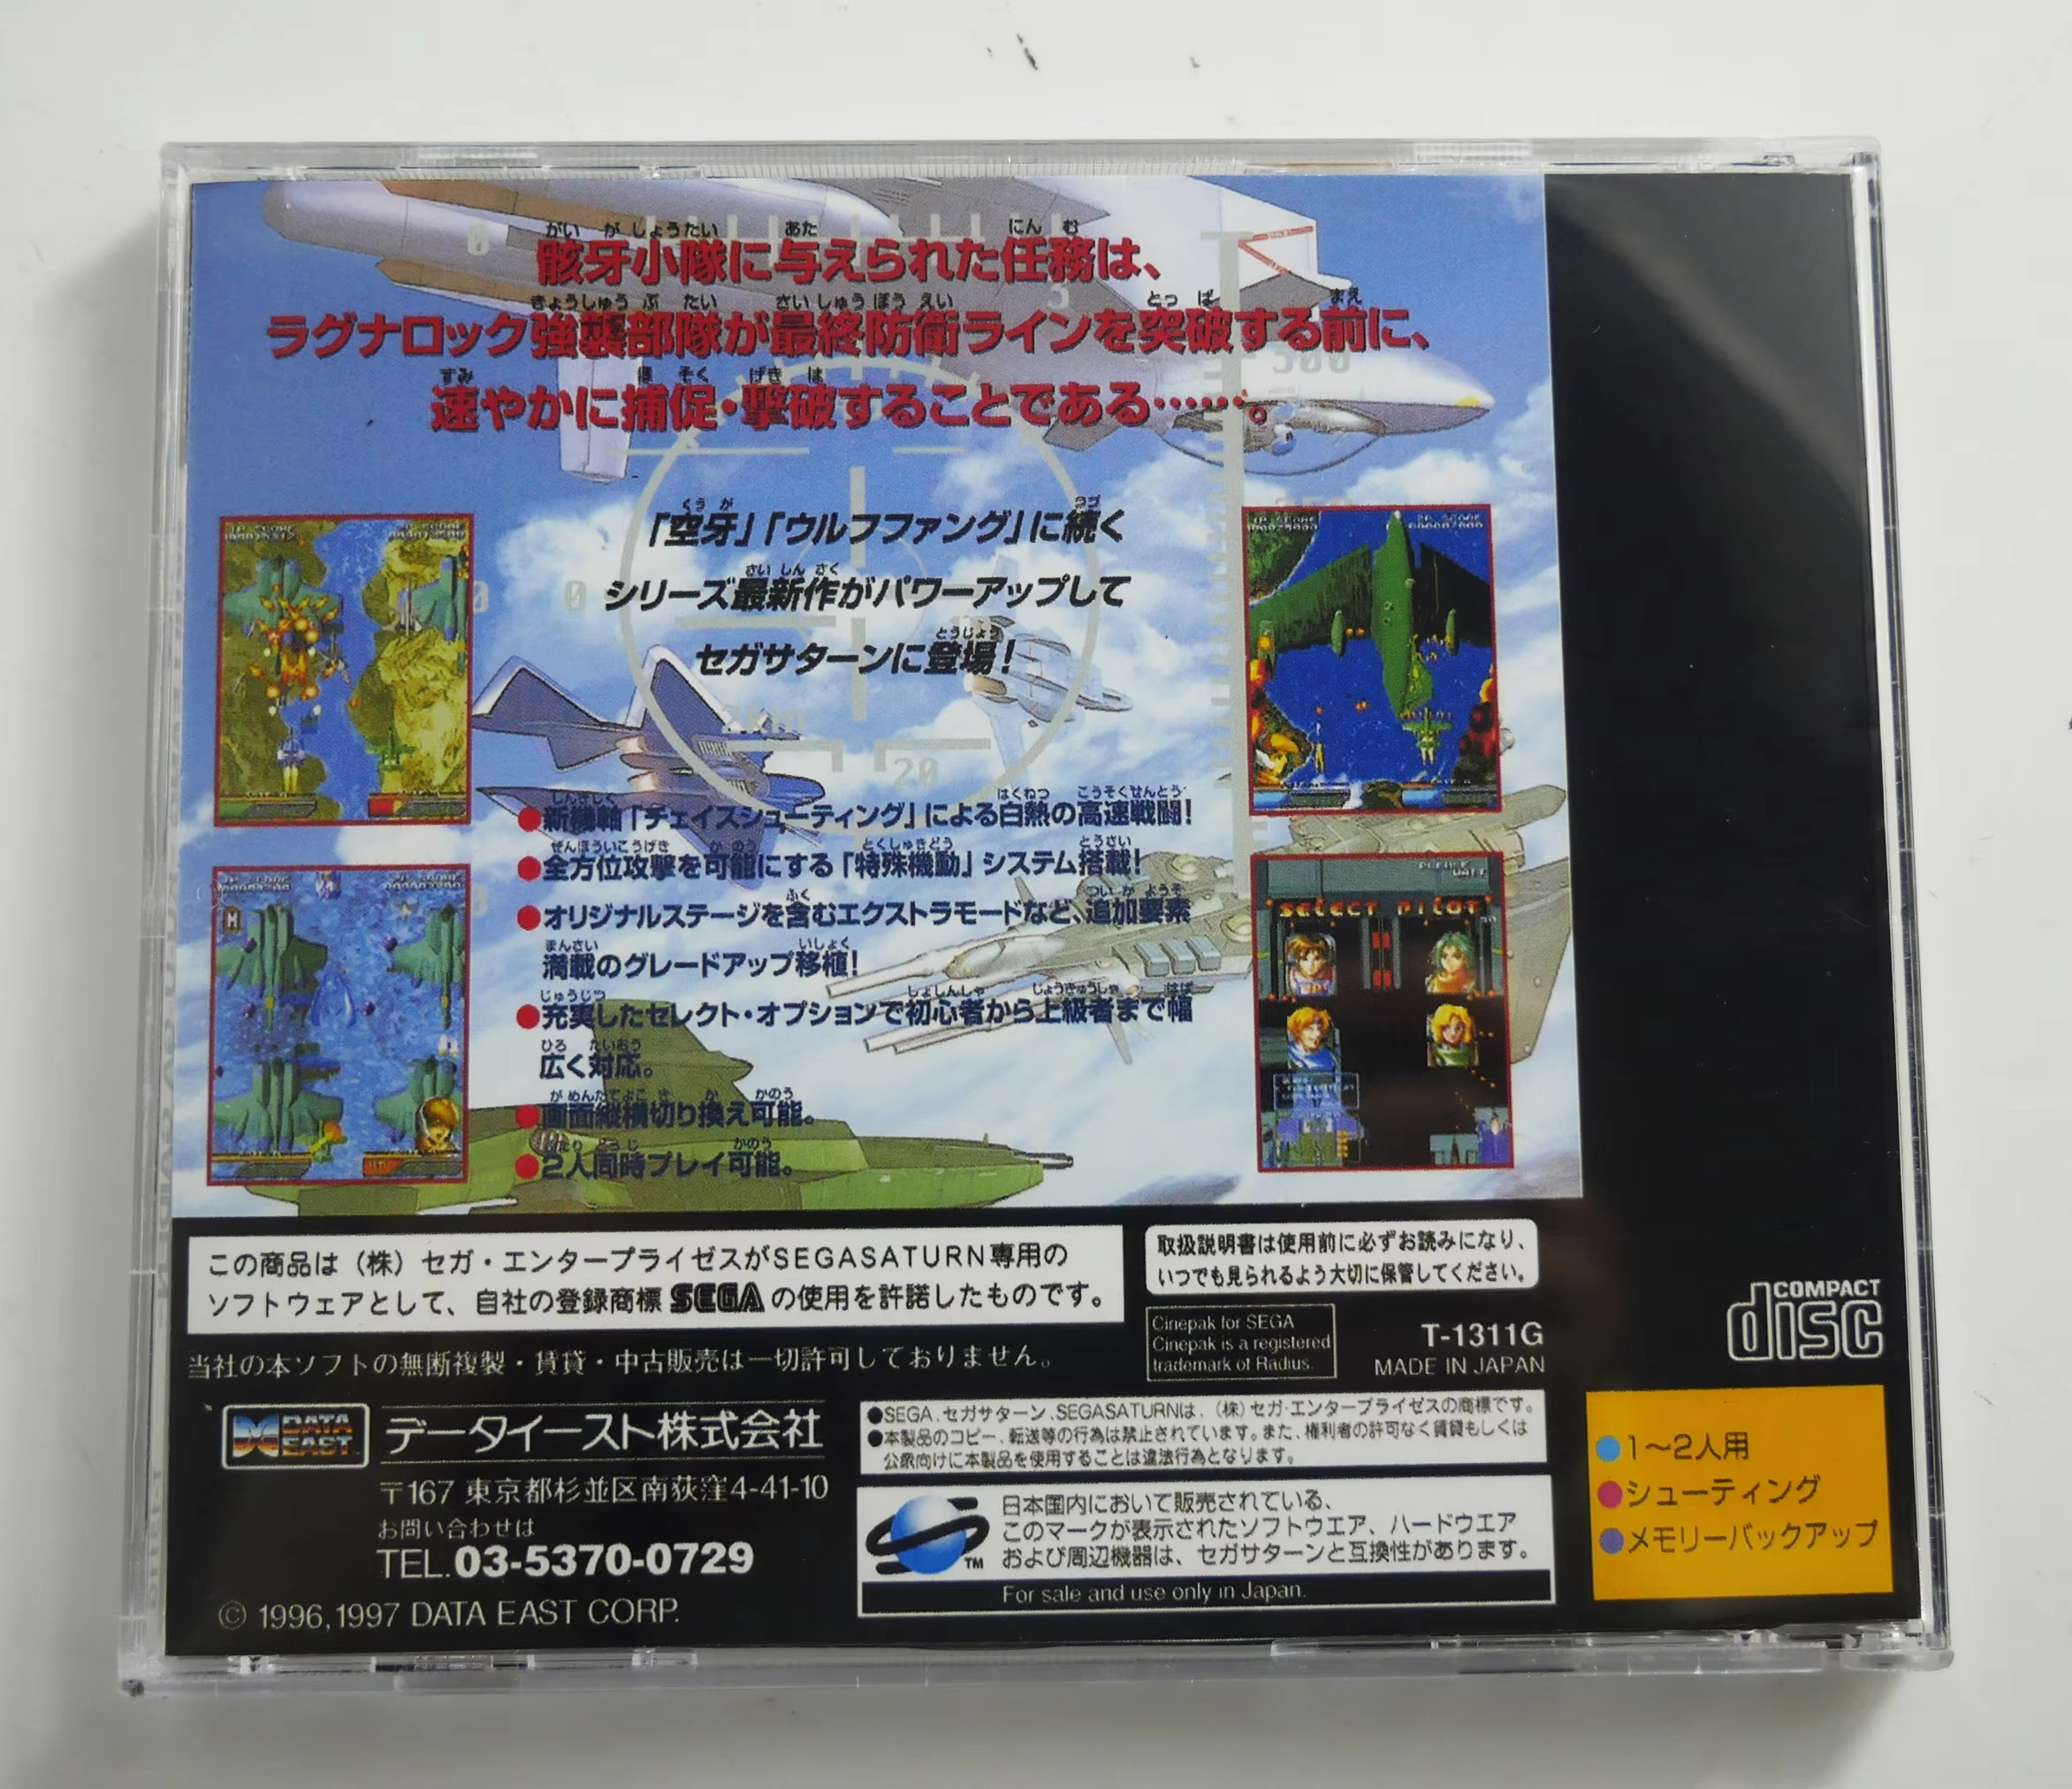 骸牙小隊に与えられた任務は、
ラグナロック強襲部隊が最終防衛ラインを突破する前に、
速やかに捕促・撃破することである……。
「空牙」「ウルフファング」に続く
シリーズ最新作がパワーアップして
セガサターンに登場!
●新機軸「チェイスシューティング」による白熱の高速戦闘!
●全方位攻撃を可能にする「特殊機動」システム搭載!
●オリジナルステージを含むエクストラモードなど、追加要素
満載のグレードアップ移植!
●充実したセレクト・オプションで初心者から上級者まで幅
広く対応。
●画面縦横切り換え可能。
●2人同時プレイ可能。
select pilot
この商品は(株)セガ・エンタープライゼスがSEGASATURN専用の
ソフトウェアとして、自社の登録商標 SEGA の使用を許諾したものです。
取扱説明書は使用前に必ずお読みになり、
いつでも見られるよう大切に保管してください。
当社の本ソフトの無断複製・賃貸・中古販売は一切許可しておりません。
Cinepak for SEGA
Cinepak is a registered
trademark of Radius.
T-1311G
MADE IN JAPAN
COMPACT
disc
DATA
EAST
データイースト株式会社
〒167 東京都杉並区南荻窪4-41-10
お問い合わせは
TEL.03-5370-0729
© 1996,1997 DATA EAST CORP.
●SEGA、セガサターン、SEGASATURNは、(株)セガ・エンタープライゼスの商標です。
●本製品のコピー、転送等の行為は禁止されています。また、権利者の許可なく賃貸もしくは
公衆向けに本製品を使用することは違法行為となります。
日本国内において販売されている、
このマークが表示されたソフトウエア、ハードウエア
および周辺機器は、セガサターンと互換性があります。
TM
For sale and use only in Japan.
●1〜2人用
●シューティング
●メモリーバックアップ